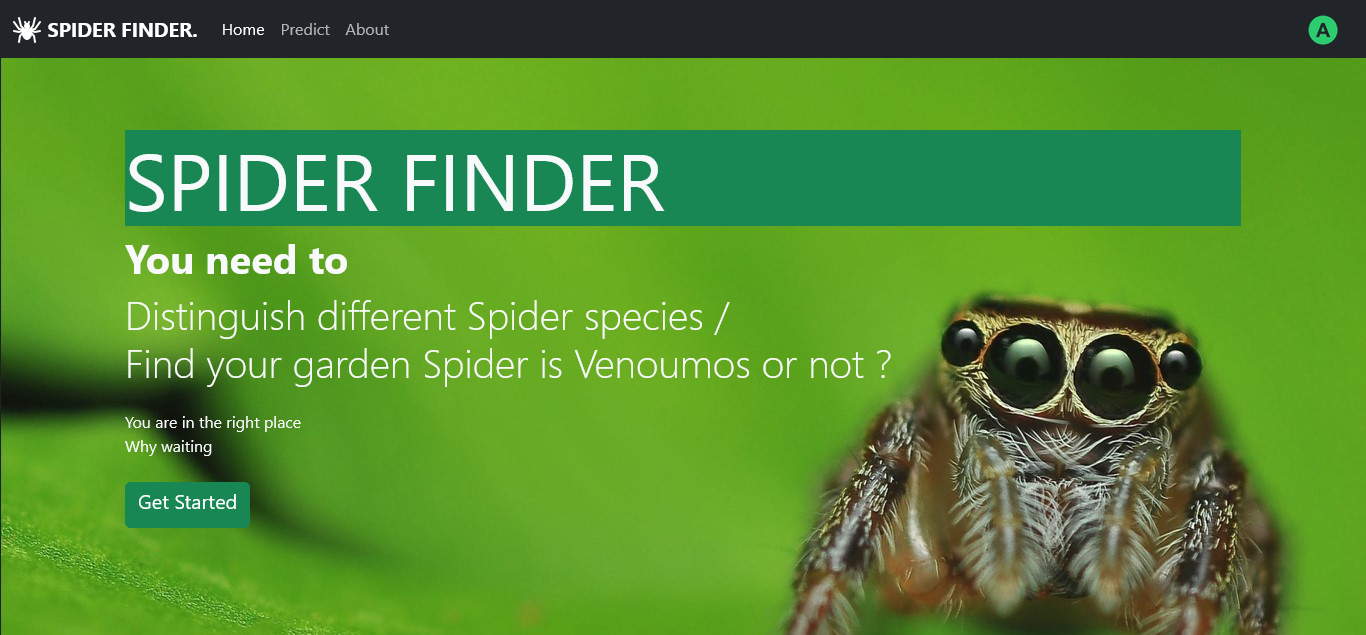 SPIDER FINDER.
Home
Predict
About
A
SPIDER FINDER
You need to
Distinguish different Spider species /
Find your garden Spider is Venoumos or not ?
You are in the right place
Why waiting
Get Started